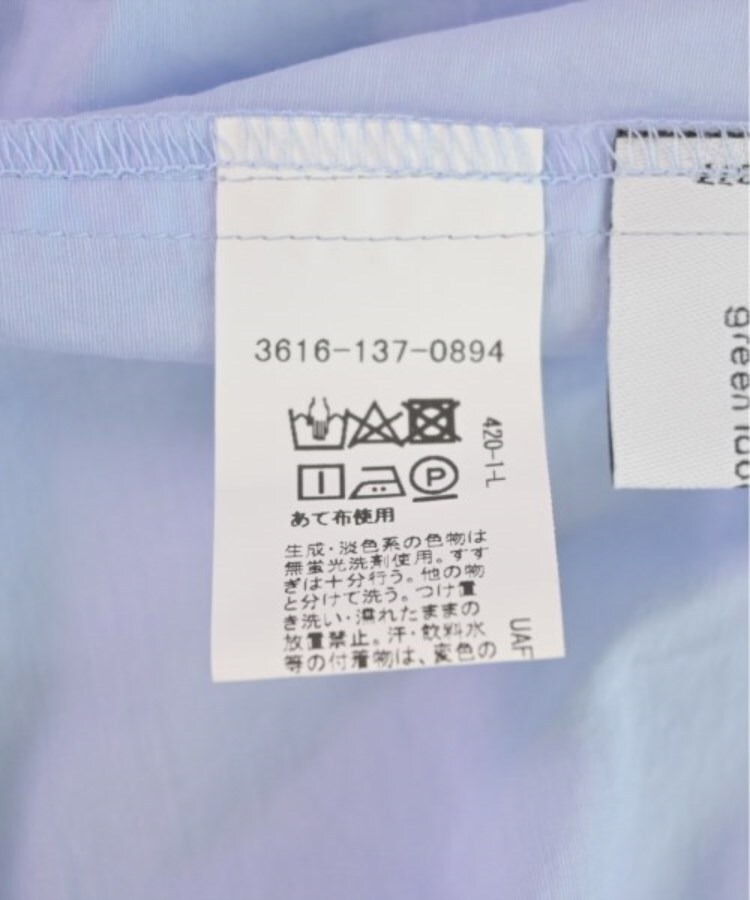 3616-137-0894
420-1-L
P
あて布使用
生成・淡色系の色物は
無蛍光洗剤使用。すす
ぎは十分行う。他の物
と分けて洗う。つけ置
き洗い・濡れたままの
放置禁止。汗・飲料水
等の付着物は、変色の
UAF
green